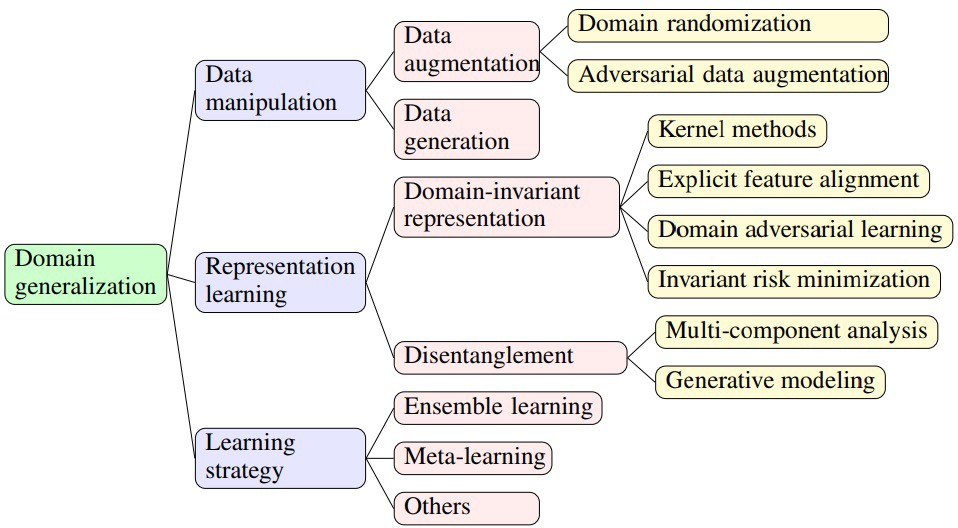 Domain
generalization
Data
manipulation
Data
augmentation
Domain randomization
Adversarial data augmentation
Data
generation
Representation
learning
Domain-invariant
representation
Kernel methods
Explicit feature alignment
Domain adversarial learning
Invariant risk minimization
Disentanglement
Multi-component analysis
Generative modeling
Learning
strategy
Ensemble learning
Meta-learning
Others